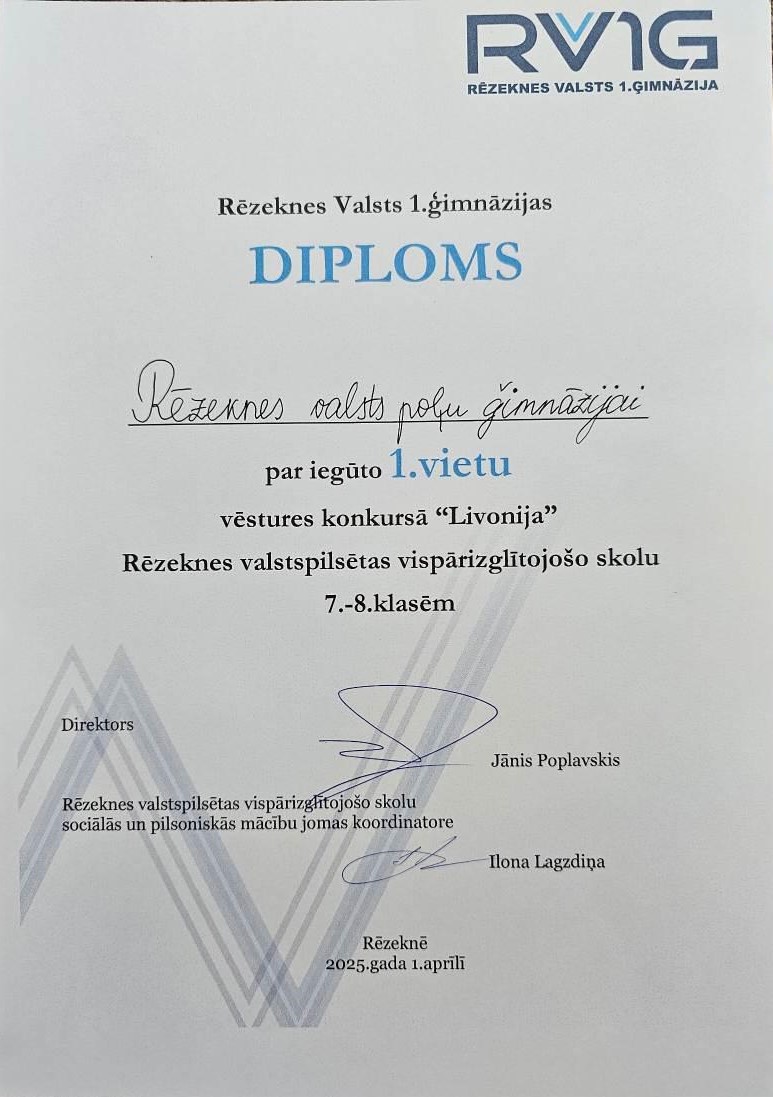 RV1G
RĒZEKNES VALSTS 1.ĢIMNĀZIJA
Rēzeknes Valsts 1.ģimnāzijas
DIPLOMS
Rēzeknes valsts poļu ģimnāzijai
par iegūto 1.vietu
vēstures konkursā “Livonija”
Rēzeknes valstspilsētas vispārizglītojošo skolu
7.-8.klasēm
Direktors
Jānis Poplavskis
Rēzeknes valstspilsētas vispārizglītojošo skolu
sociālās un pilsoniskās mācību jomas koordinatore
Ilona Lagzdiņa
Rēzeknē
2025.gada 1.aprīlī